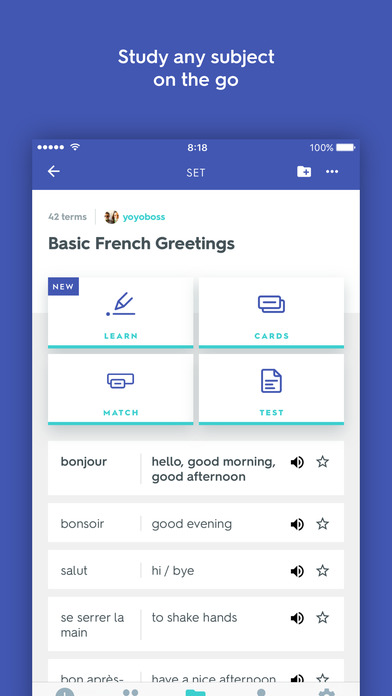 Study any subject
on the go
8:18
100%
SET
42 terms
yoyoboss
Basic French Greetings
NEW
LEARN
CARDS
MATCH
TEST
bonjour
hello, good morning,
good afternoon
bonsoir
good evening
salut
hi / bye
se serrer la
main
to shake hands
bon après-
have a nice afternoon